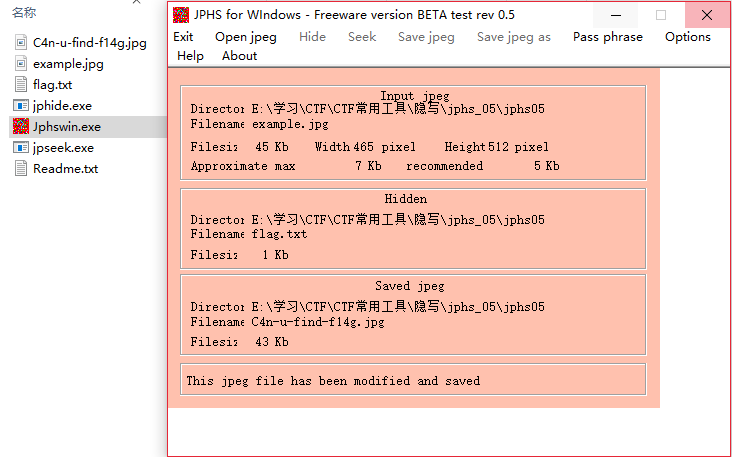 名称
C4n-u-find-f14g.jpg
example.jpg
flag.txt
jphide.exe
Jphswin.exe
jpseek.exe
Readme.txt
JPHS for WIndows - Freeware version BETA test rev 0.5
Exit Open jpeg Hide Seek Save jpeg Save jpeg as Pass phrase Options
Help About
Input jpeg
Director E:\学习\CTF\CTF常用工具\隐写\jphs_05\jphs05
Filename example.jpg
Filesiz 45 Kb Width 465 pixel Height 512 pixel
Approximate max 7 Kb recommended 5 Kb
Hidden
Director E:\学习\CTF\CTF常用工具\隐写\jphs_05\jphs05
Filename flag.txt
Filesiz 1 Kb
Saved jpeg
Director E:\学习\CTF\CTF常用工具\隐写\jphs_05\jphs05
Filename C4n-u-find-f14g.jpg
Filesiz 43 Kb
This jpeg file has been modified and saved